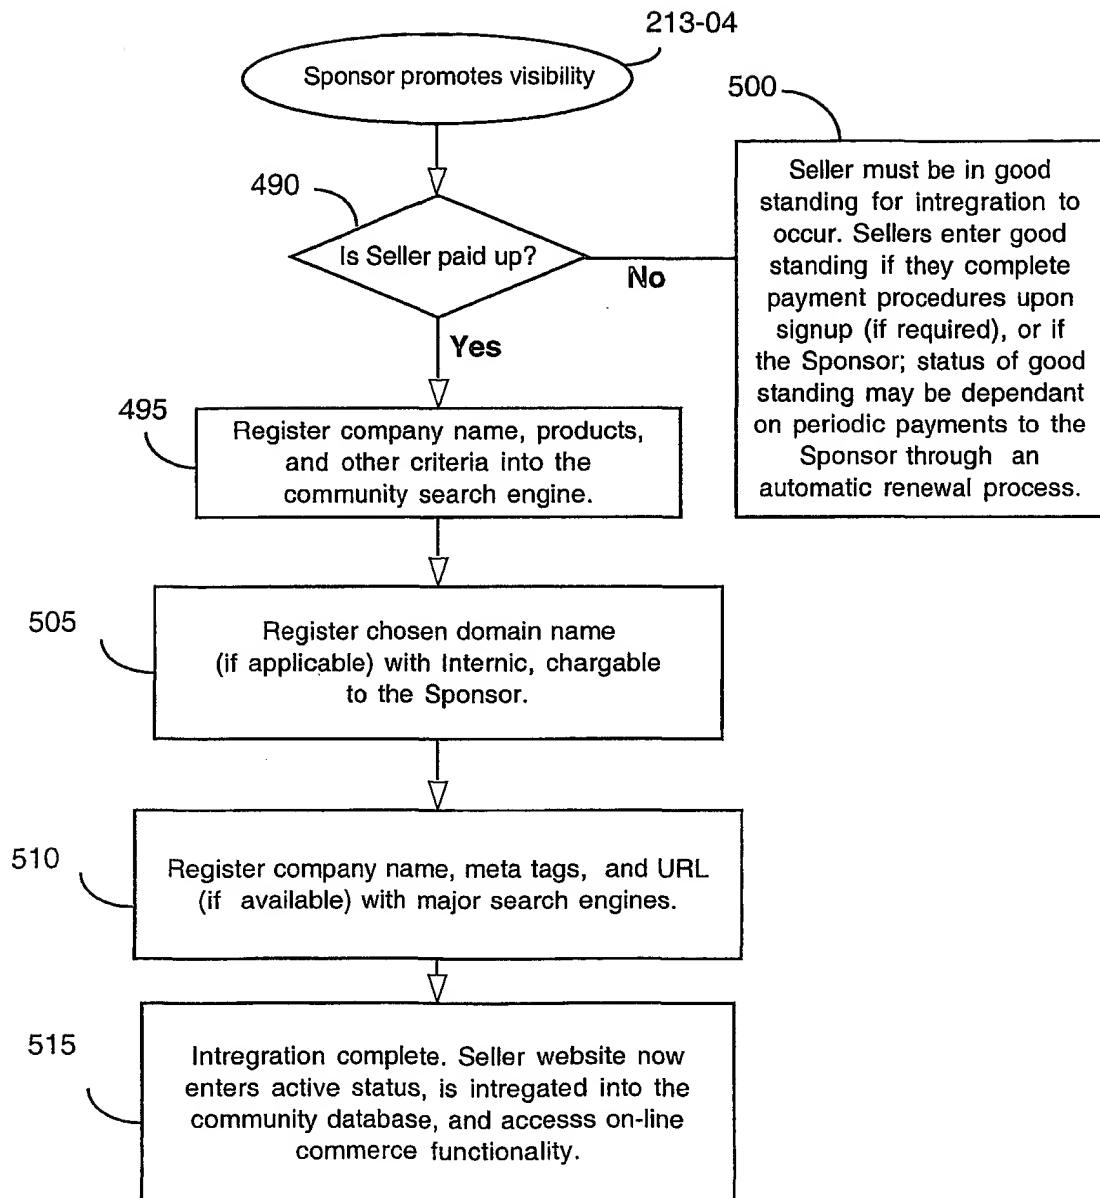 213-04
Sponsor promotes visibility
490
Is Seller paid up?
No
Yes
500
Seller must be in good
standing for intregration to
occur. Sellers enter good
standing if they complete
payment procedures upon
signup (if required), or if
the Sponsor; status of good
standing may be dependant
on periodic payments to the
Sponsor through an
automatic renewal process.
495
Register company name, products,
and other criteria into the
community search engine.
505
Register chosen domain name
(if applicable) with Internic, chargable
to the Sponsor.
510
Register company name, meta tags, and URL
(if available) with major search engines.
515
Intregration complete. Seller website now
enters active status, is intregated into the
community database, and accesss on-line
commerce functionality.